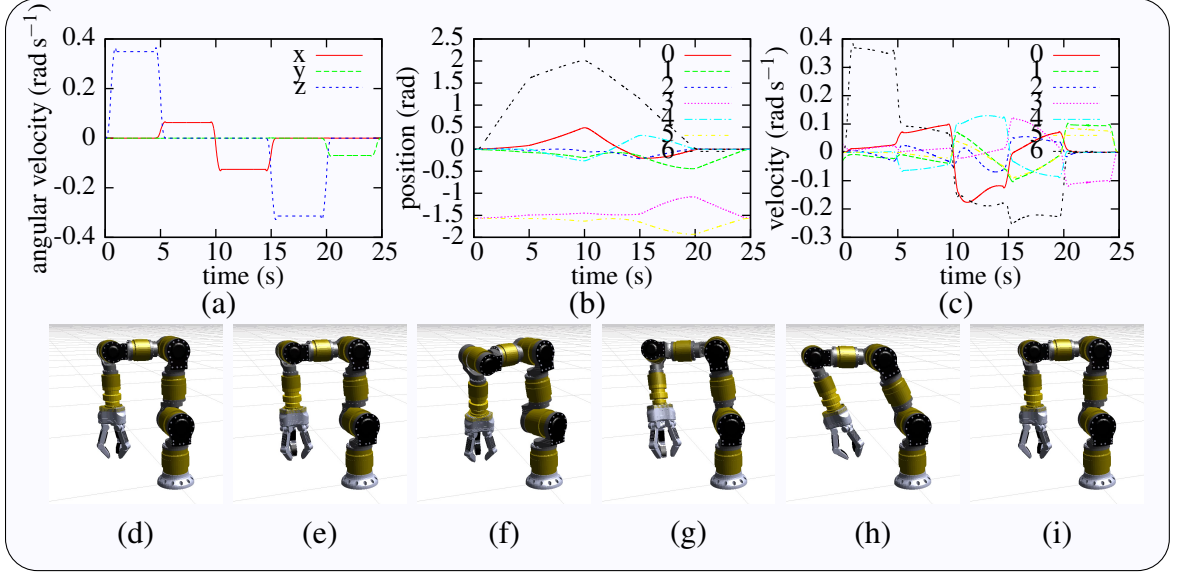 angular velocity (rad s⁻¹)
0.4
0.2
0
-0.2
-0.4
x
y
z
0 5 10 15 20 25
time (s)
(a)
position (rad)
2.5
2
1.5
1
0.5
0
-0.5
-1
-1.5
-2
0
1
2
3
4
5
6
0 5 10 15 20 25
time (s)
(b)
velocity (rad s⁻¹)
0.4
0.3
0.2
0.1
0
-0.1
-0.2
-0.3
0
1
2
3
4
5
6
0 5 10 15 20 25
time (s)
(c)
(d) (e) (f) (g) (h) (i)